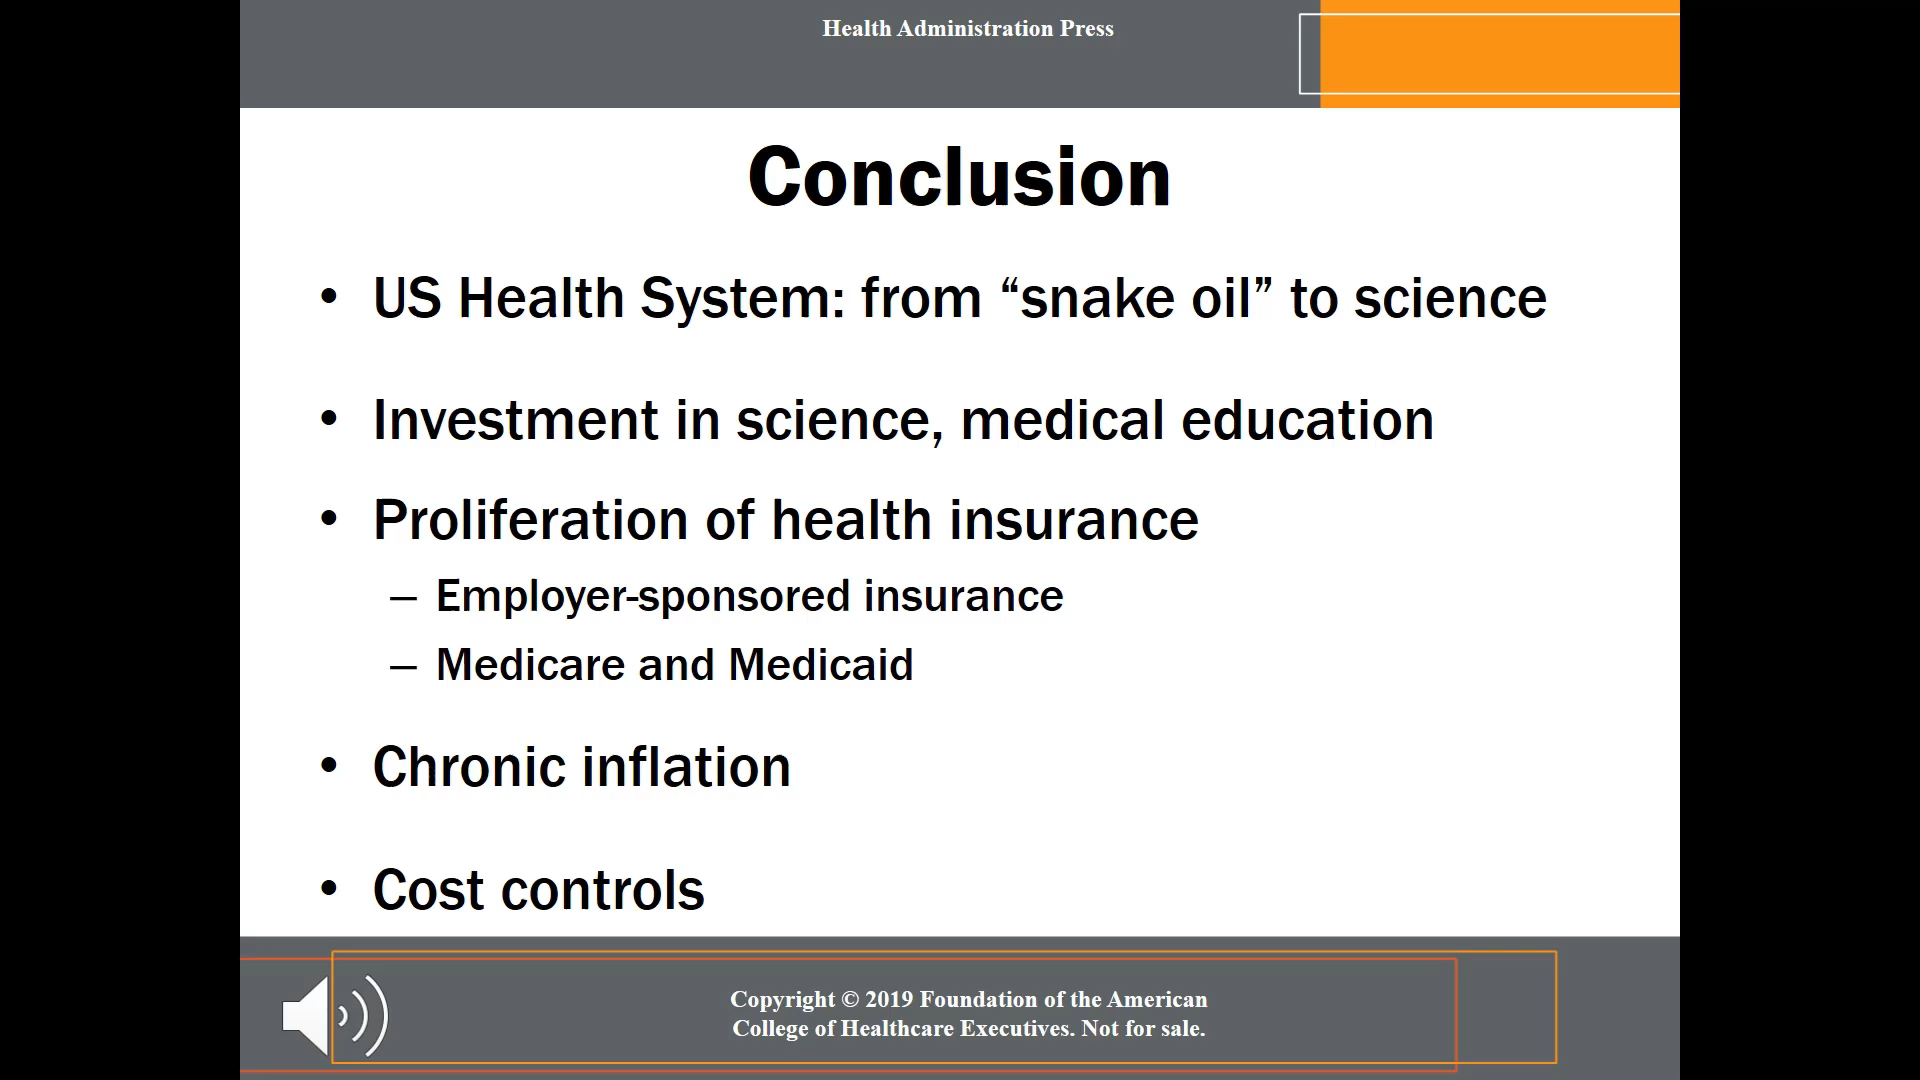 Health Administration Press
Conclusion
• US Health System: from “snake oil” to science
• Investment in science, medical education
• Proliferation of health insurance
– Employer-sponsored insurance
– Medicare and Medicaid
• Chronic inflation
• Cost controls
Copyright © 2019 Foundation of the American
College of Healthcare Executives. Not for sale.